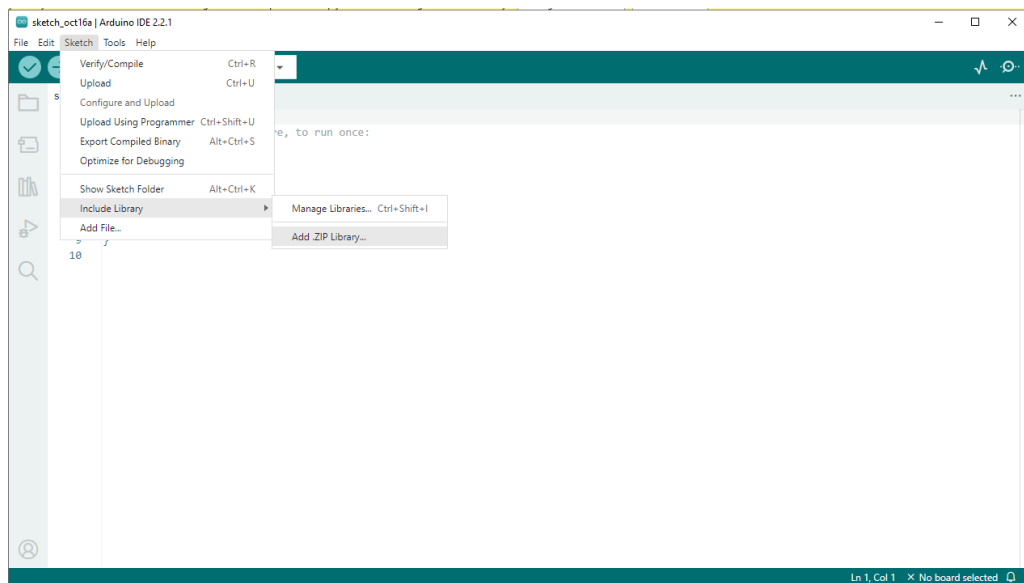 sketch_oct16a | Arduino IDE 2.2.1
File Edit Sketch Tools Help
Verify/Compile Ctrl+R
Upload Ctrl+U
Configure and Upload
Upload Using Programmer Ctrl+Shift+U
Export Compiled Binary Alt+Ctrl+S
Optimize for Debugging
Show Sketch Folder Alt+Ctrl+K
Include Library
Add File...
Manage Libraries... Ctrl+Shift+I
Add .ZIP Library...
s
, to run once:
9 }
10
Ln 1, Col 1 × No board selected